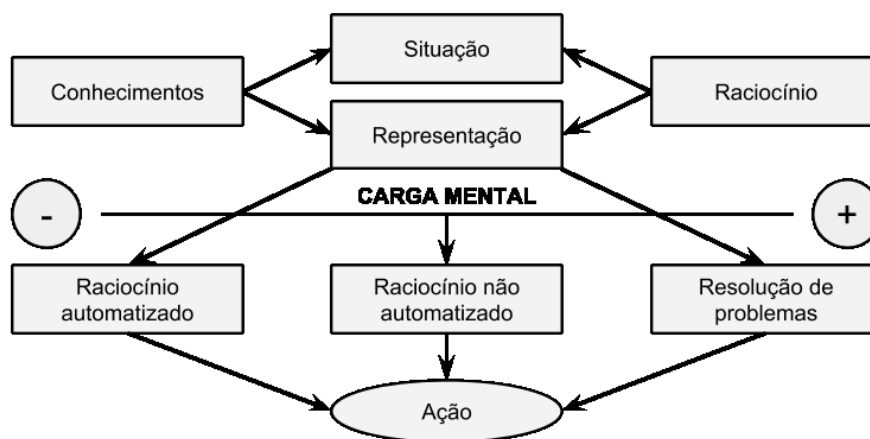 Situação
Conhecimentos
Raciocínio
Representação
CARGA MENTAL
-
+
Raciocínio
automatizado
Raciocínio não
automatizado
Resolução de
problemas
Ação